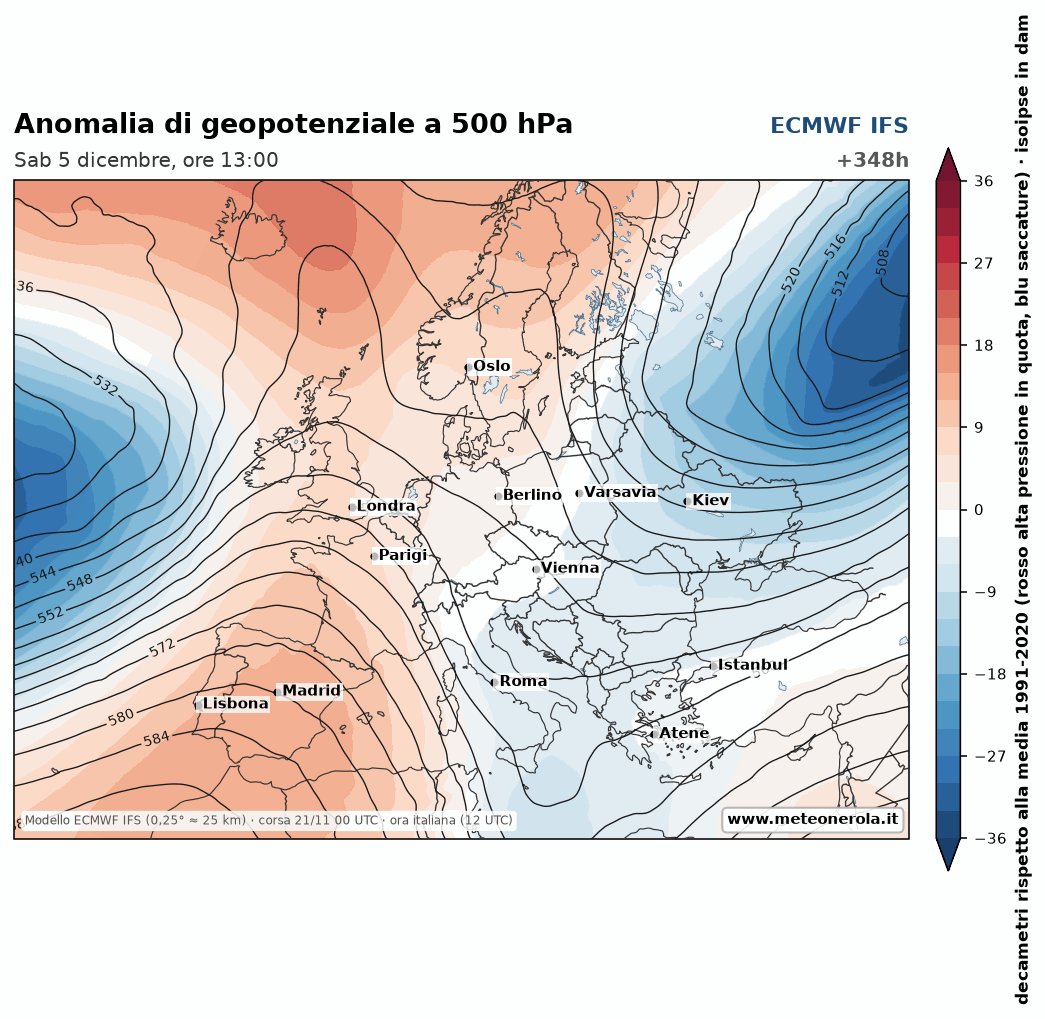 Anomalia di geopotenziale a 500 hPa
ECMWF IFS
Sab 5 dicembre, ore 13:00
+348h
36
532
40
544
548
552
572
580
584
520
516
512
508
Oslo
Londra
Berlino
Varsavia
Kiev
Parigi
Vienna
Roma
Istanbul
Madrid
Lisbona
Atene
Modello ECMWF IFS (0,25° ≈ 25 km) · corsa 21/11 00 UTC · ora italiana (12 UTC)
www.meteonerola.it
36
27
18
9
0
−9
−18
−27
−36
decametri rispetto alla media 1991-2020 (rosso alta pressione in quota, blu saccature) · isoipse in dam